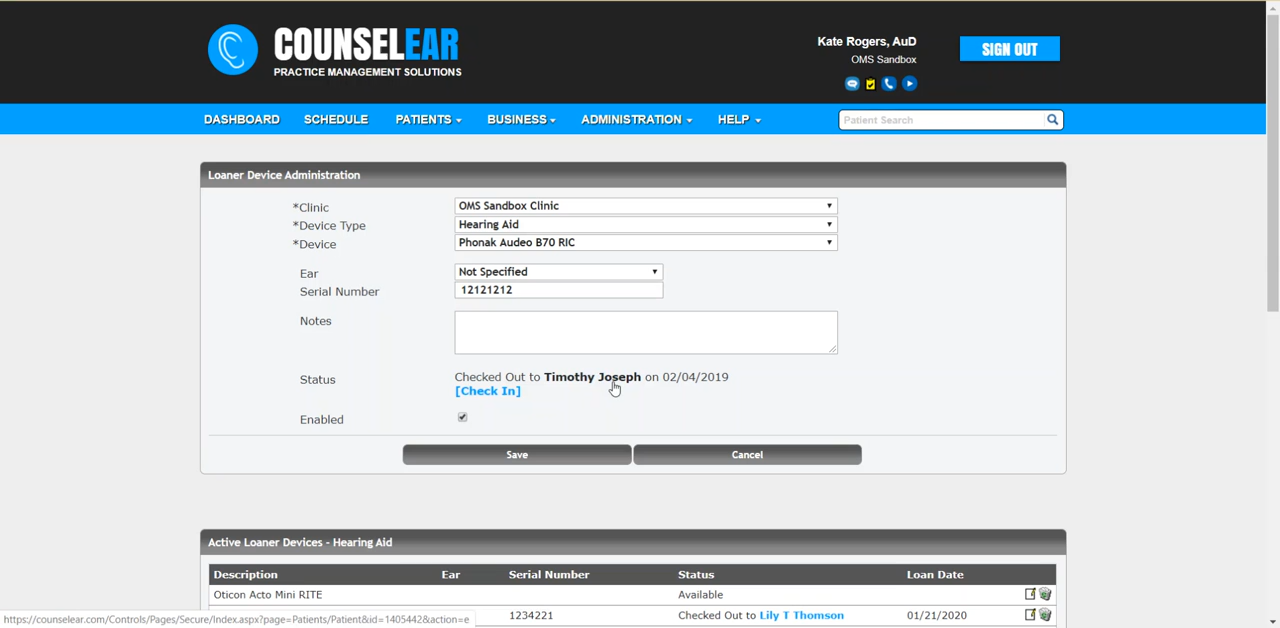 COUNSELEAR
PRACTICE MANAGEMENT SOLUTIONS
Kate Rogers, AuD
OMS Sandbox
SIGN OUT
DASHBOARD SCHEDULE PATIENTS BUSINESS ADMINISTRATION HELP Patient Search
Loaner Device Administration
*Clinic OMS Sandbox Clinic
*Device Type Hearing Aid
*Device Phonak Audeo B70 RIC
Ear Not Specified
Serial Number 12121212
Notes
Status Checked Out to Timothy Joseph on 02/04/2019
[Check In]
Enabled
Save Cancel
Active Loaner Devices - Hearing Aid
Description Ear Serial Number Status Loan Date
Oticon Acto Mini RITE Available
1234221 Checked Out to Lily T Thomson 01/21/2020
https://counselear.com/Controls/Pages/Secure/Index.aspx?page=Patients/Patient&id=1405442&action=e